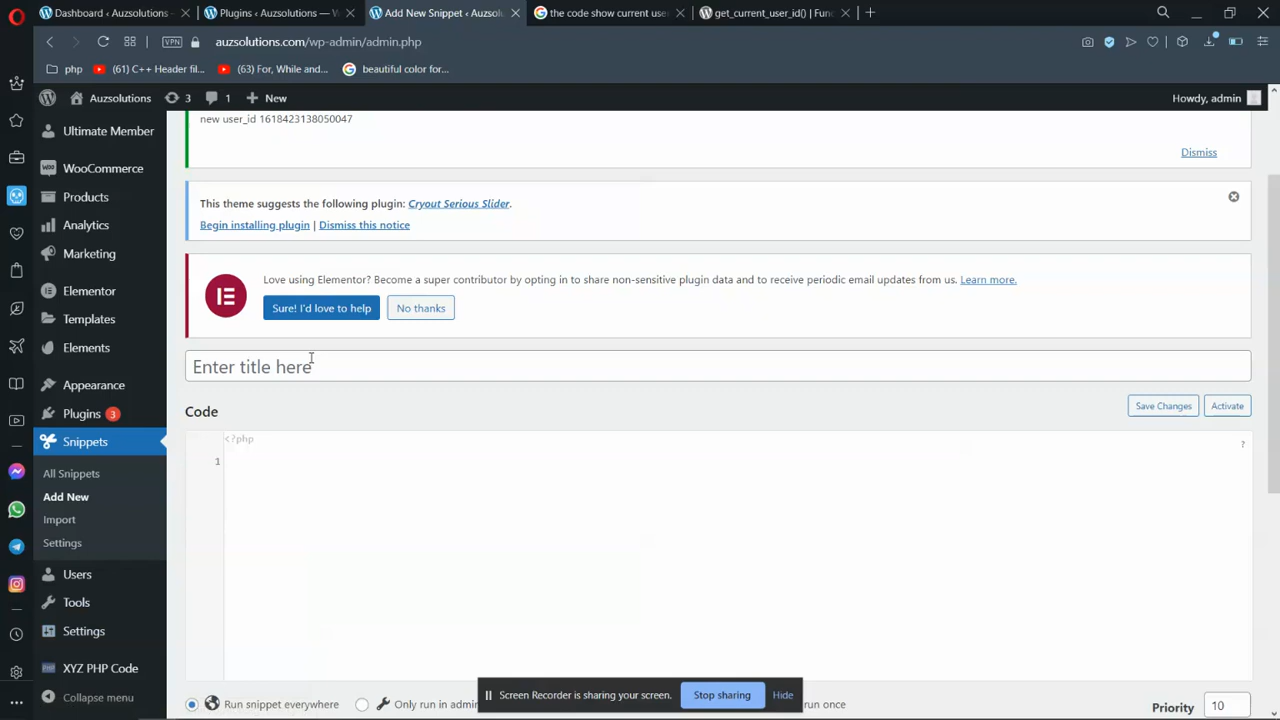 Dashboard ‹ Auzsolutions -
Plugins ‹ Auzsolutions — W
Add New Snippet ‹ Auzsol
the code show current use
get_current_user_id() | Fun
VPN
auzsolutions.com/wp-admin/admin.php
php
(61) C++ Header fil...
(63) For, While and...
beautiful color for...
Auzsolutions
3
1
New
Howdy, admin
Ultimate Member
WooCommerce
Products
Analytics
Marketing
Elementor
Templates
Elements
Appearance
Plugins 3
Snippets
All Snippets
Add New
Import
Settings
Users
Tools
Settings
XYZ PHP Code
Collapse menu
new user_id 1618423138050047
Dismiss
This theme suggests the following plugin: Cryout Serious Slider.
Begin installing plugin | Dismiss this notice
Love using Elementor? Become a super contributor by opting in to share non-sensitive plugin data and to receive periodic email updates from us. Learn more.
Sure! I'd love to help
No thanks
Enter title here
Code
Save Changes
Activate
<?php
?
1
Run snippet everywhere
Only run in admin
run once
Priority
10
Screen Recorder is sharing your screen.
Stop sharing
Hide